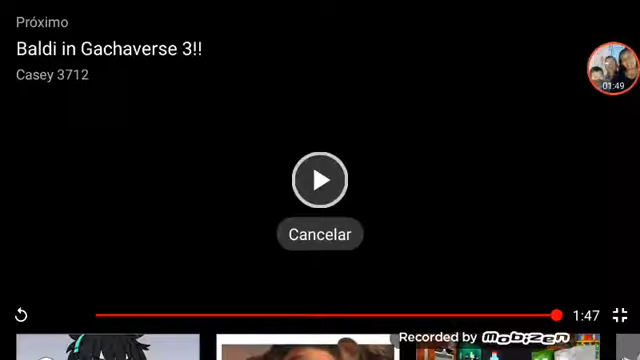 Próximo
Baldi in Gachaverse 3!!
Casey 3712
01:49
Cancelar
1:47
Recorded by MOBIZEN